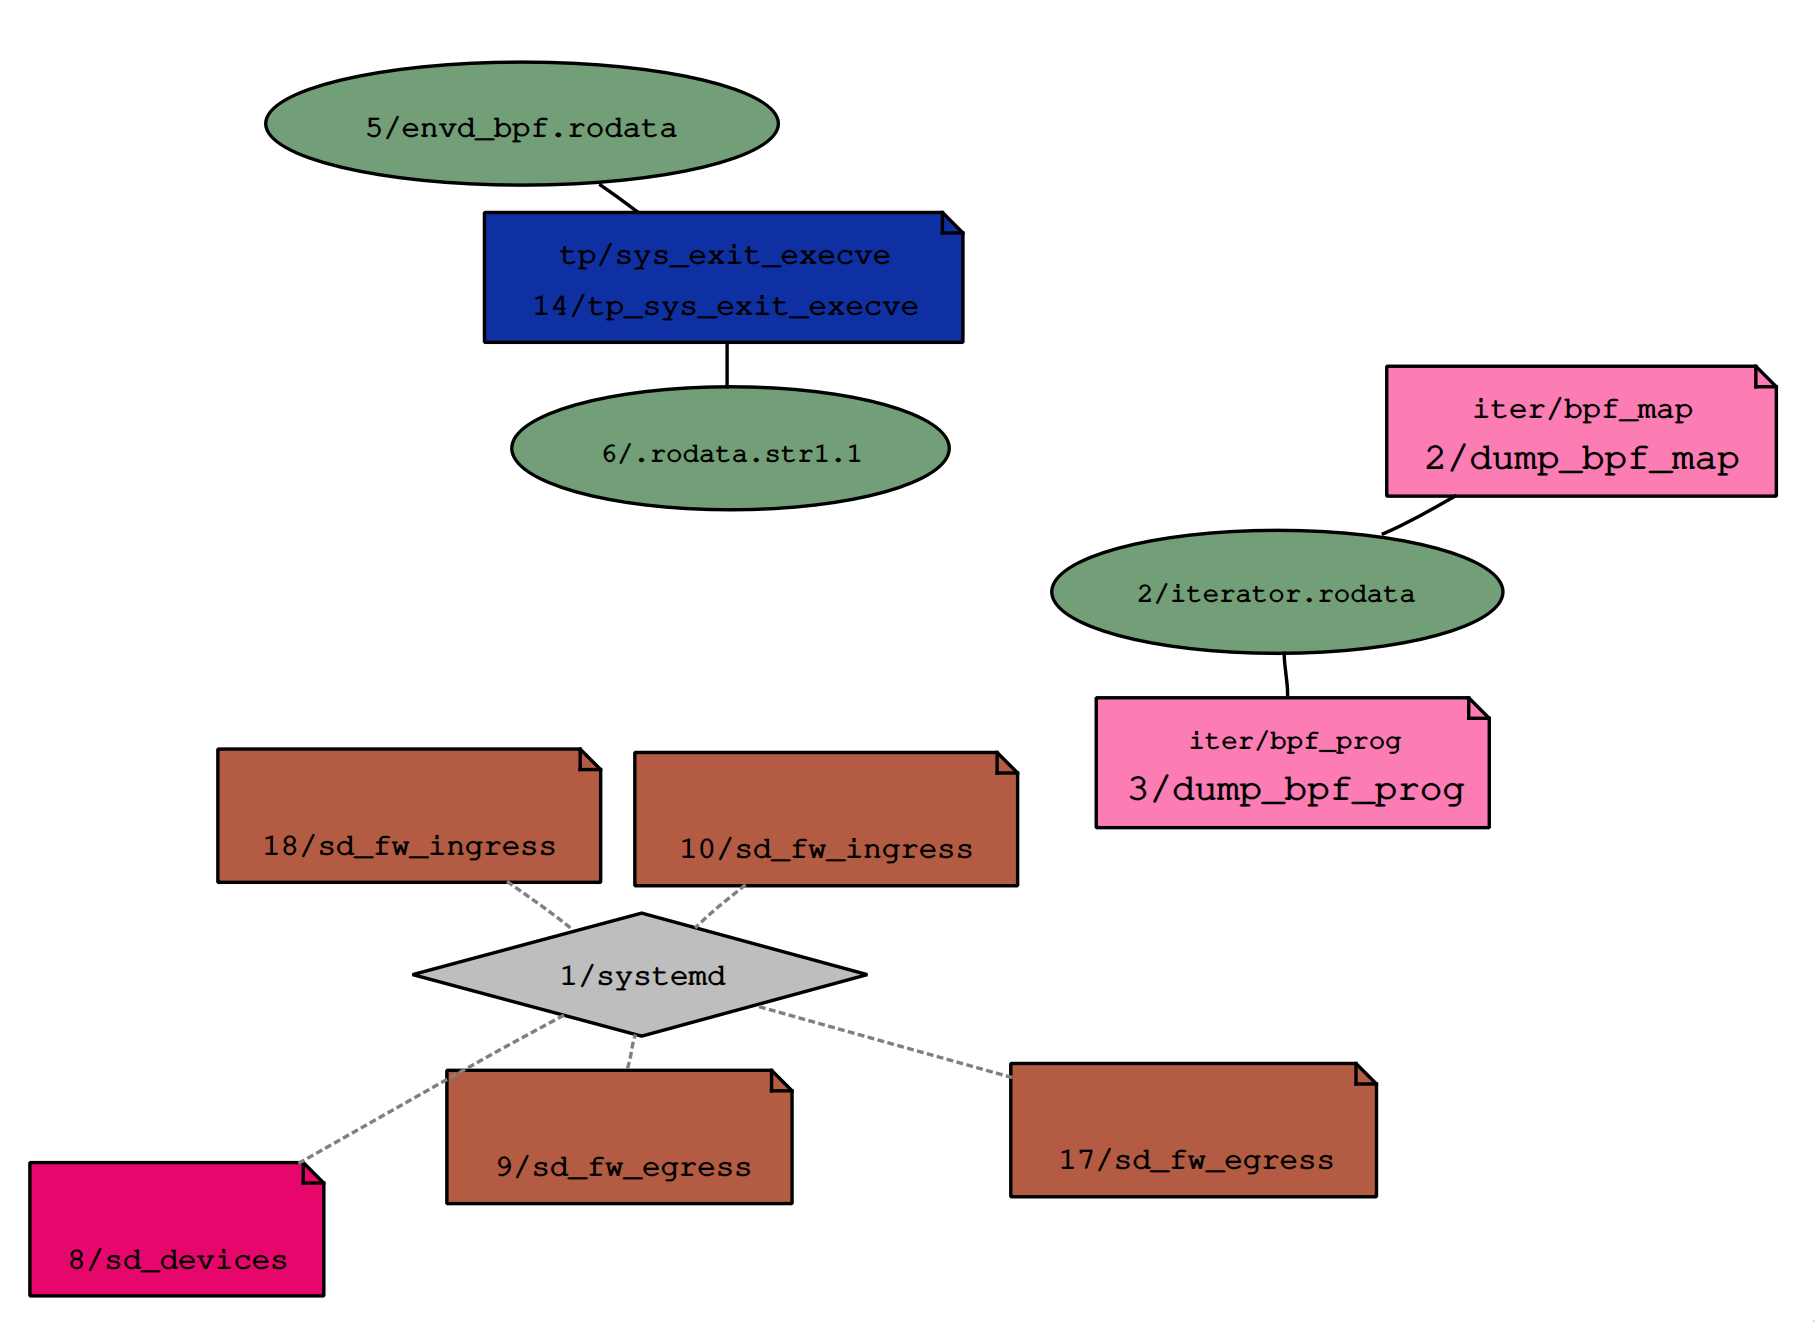 5/envd_bpf.rodata
tp/sys_exit_execve
14/tp_sys_exit_execve
6/.rodata.str1.1
iter/bpf_map
2/dump_bpf_map
2/iterator.rodata
iter/bpf_prog
3/dump_bpf_prog
18/sd_fw_ingress
10/sd_fw_ingress
1/systemd
9/sd_fw_egress
17/sd_fw_egress
8/sd_devices